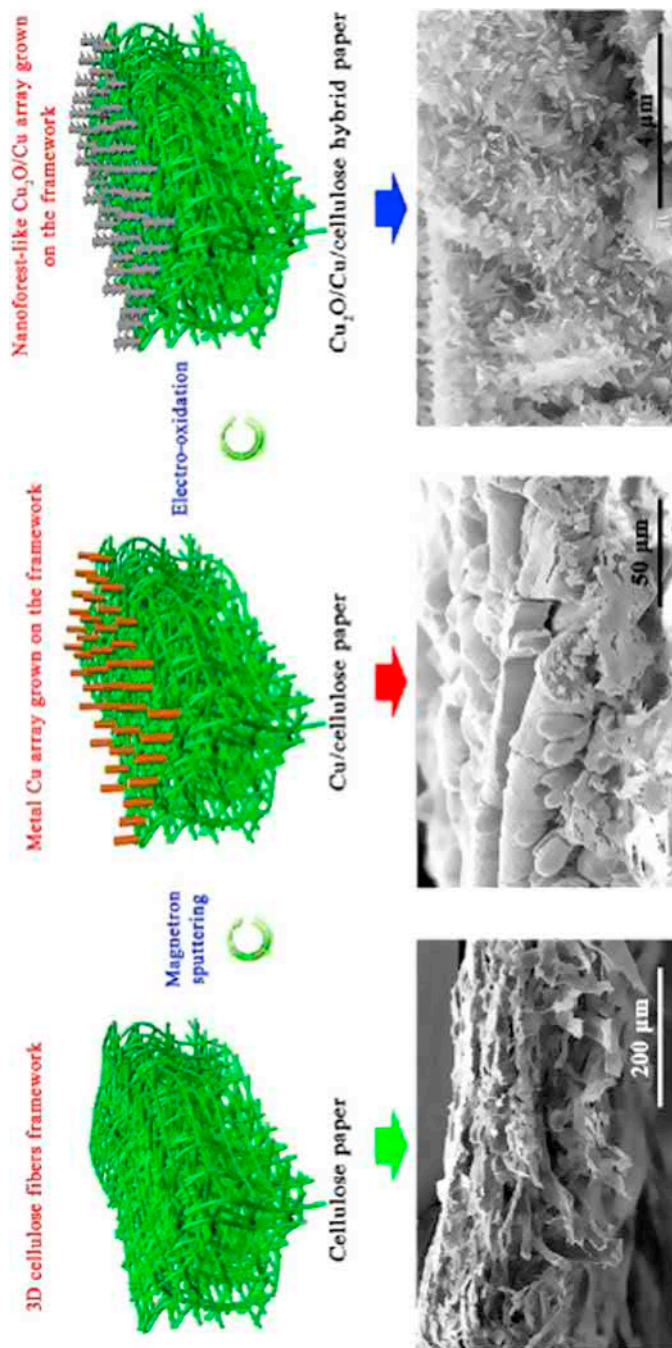 3D cellulose fibers framework
Metal Cu array grown on the framework
Nanoforest-like Cu₂O/Cu array grown
on the framework
Magnetron
sputtering
Electro-oxidation
Cellulose paper
Cu/cellulose paper
Cu₂O/Cu/cellulose hybrid paper
200 μm
50 μm
4 μm